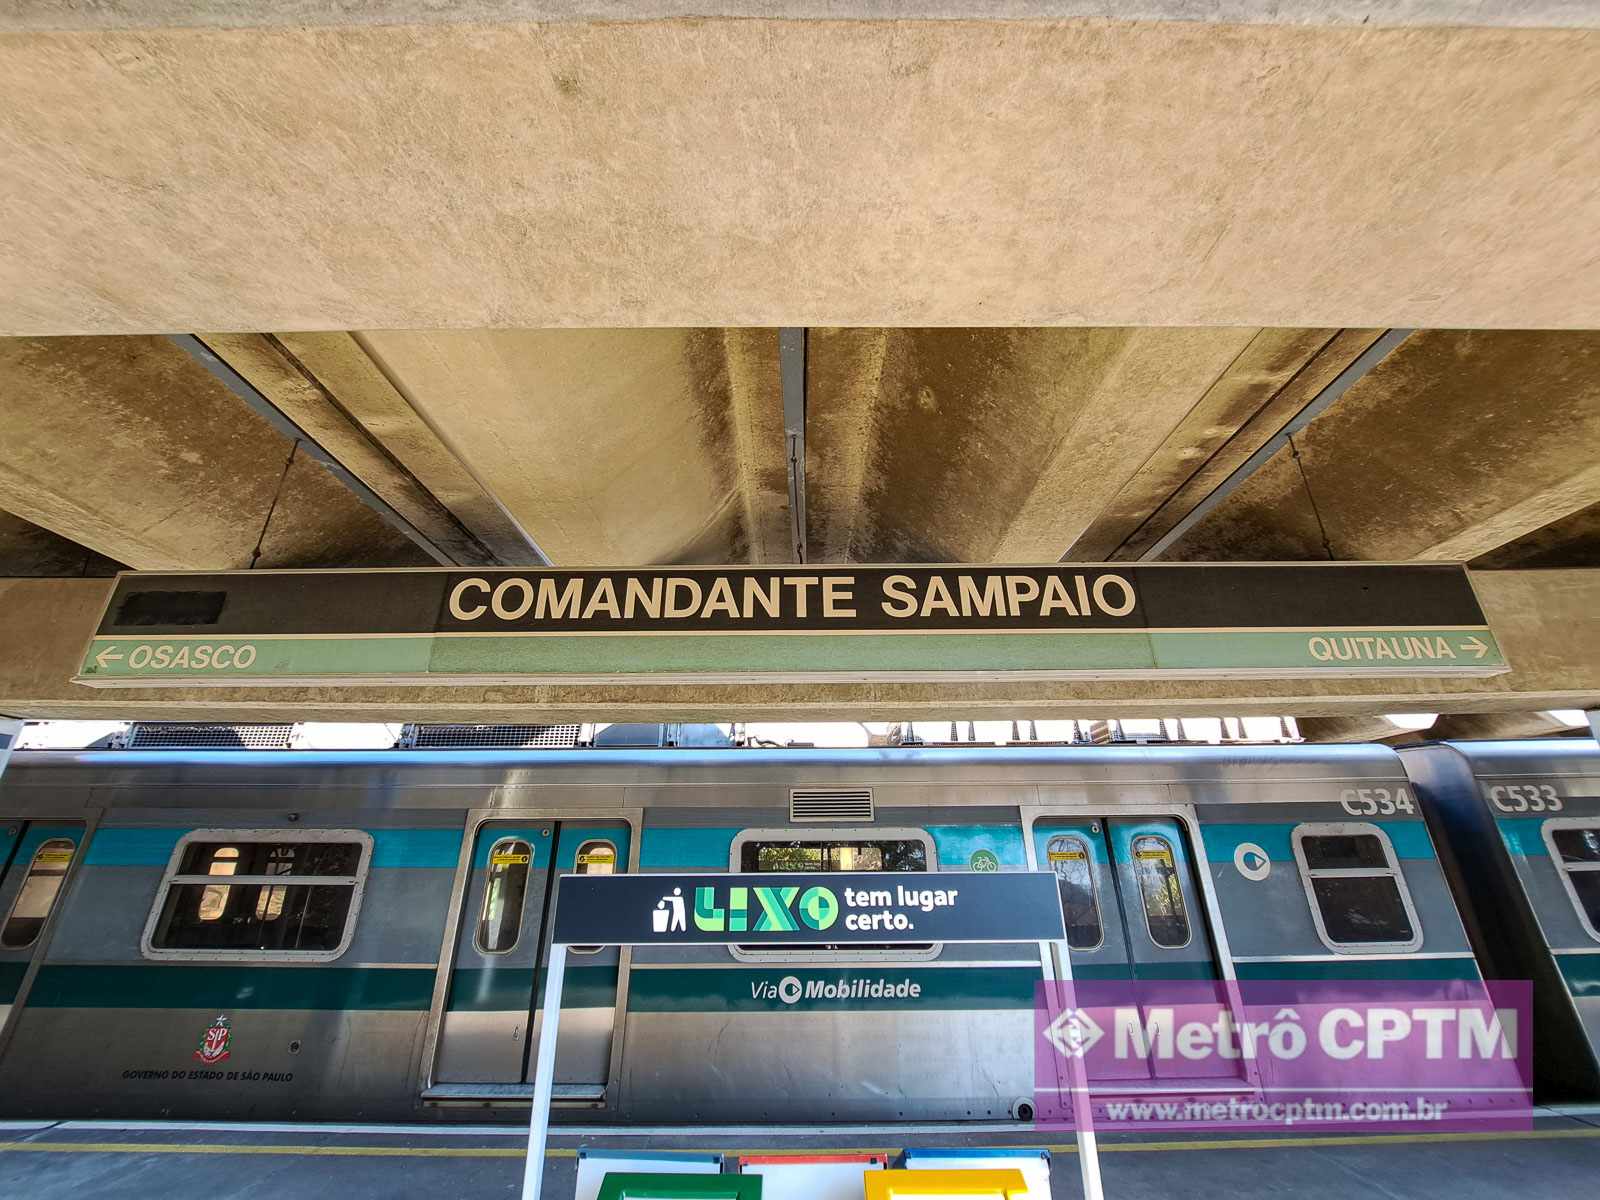 COMANDANTE SAMPAIO
← OSASCO
QUITAUNA →
C534
C533
LIXO tem lugar
certo.
Via Mobilidade
SP
GOVERNO DO ESTADO DE SÃO PAULO
Metrô CPTM
www.metrocptm.com.br